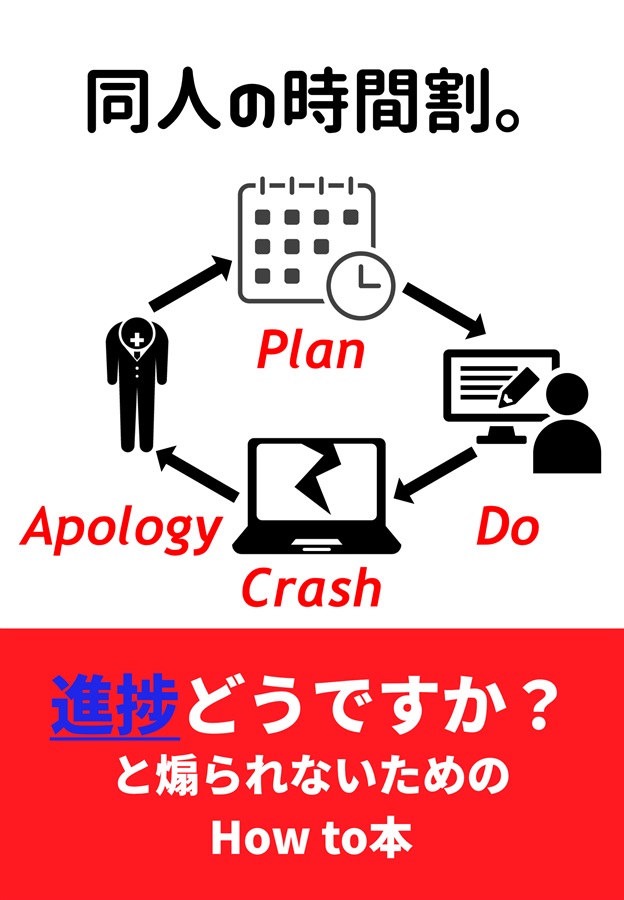 同人の時間割。
Plan
Do
Crash
Apology
進捗どうですか？
と煽られないための
How to本